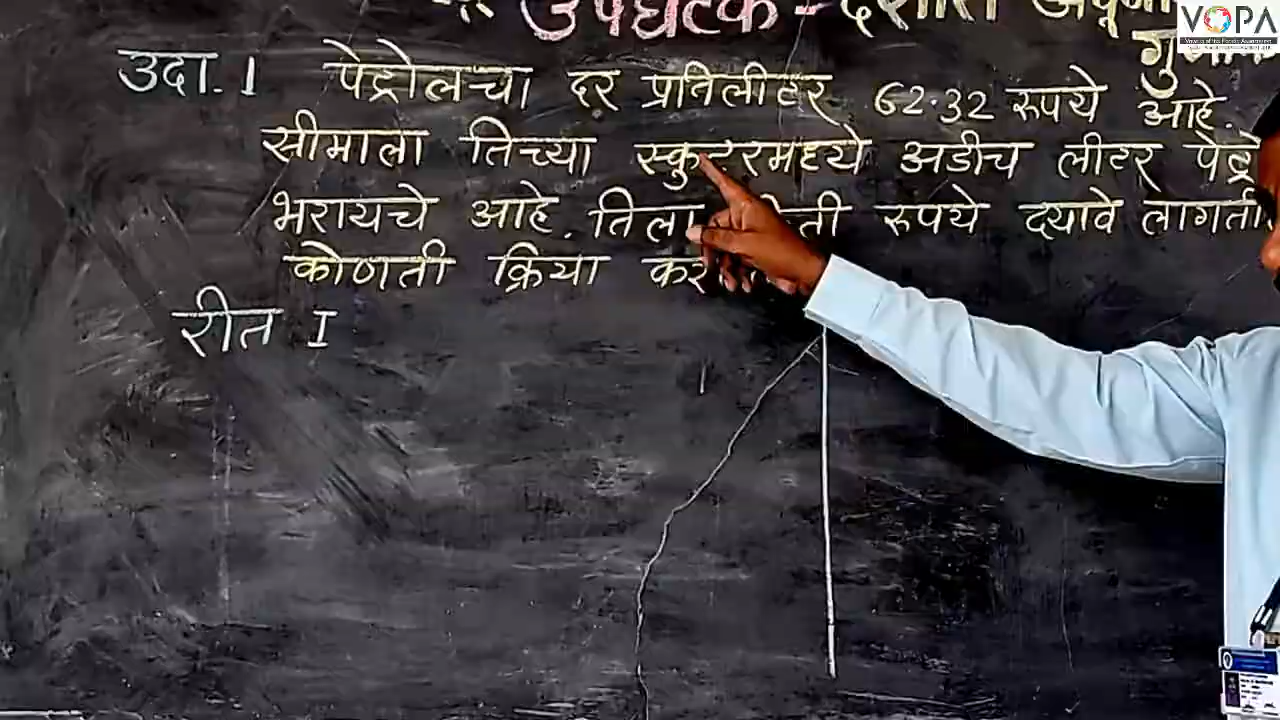 उपघटक - दशांश अपूर्णां
VOPA
उदा. 1 पेट्रोलचा दर प्रतिलीटर 62.32 रूपये आहे.
सीमाला तिच्या स्कुटरमध्ये अडीच लीटर पेट्रो
भरायचे आहे. तिला किती रुपये द्यावे लागती
कोणती क्रिया कर
रीत I